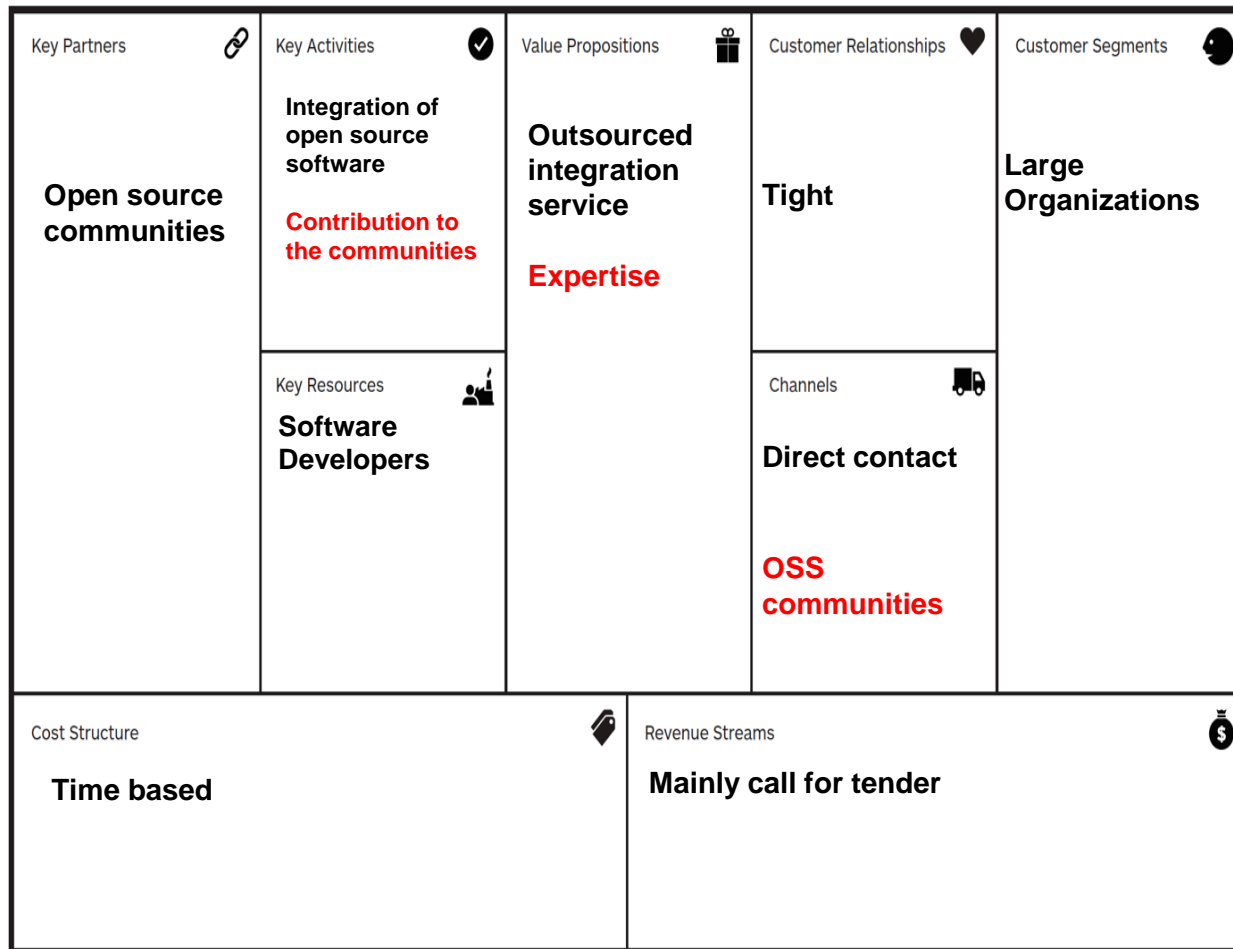 Key Partners
Open source
communities
Key Activities
Integration of
open source
software
Contribution to
the communities
Key Resources
Software
Developers
Value Propositions
Outsourced
integration
service
Expertise
Customer Relationships
Tight
Channels
Direct contact
OSS
communities
Customer Segments
Large
Organizations
Cost Structure
Time based
Revenue Streams
$
Mainly call for tender